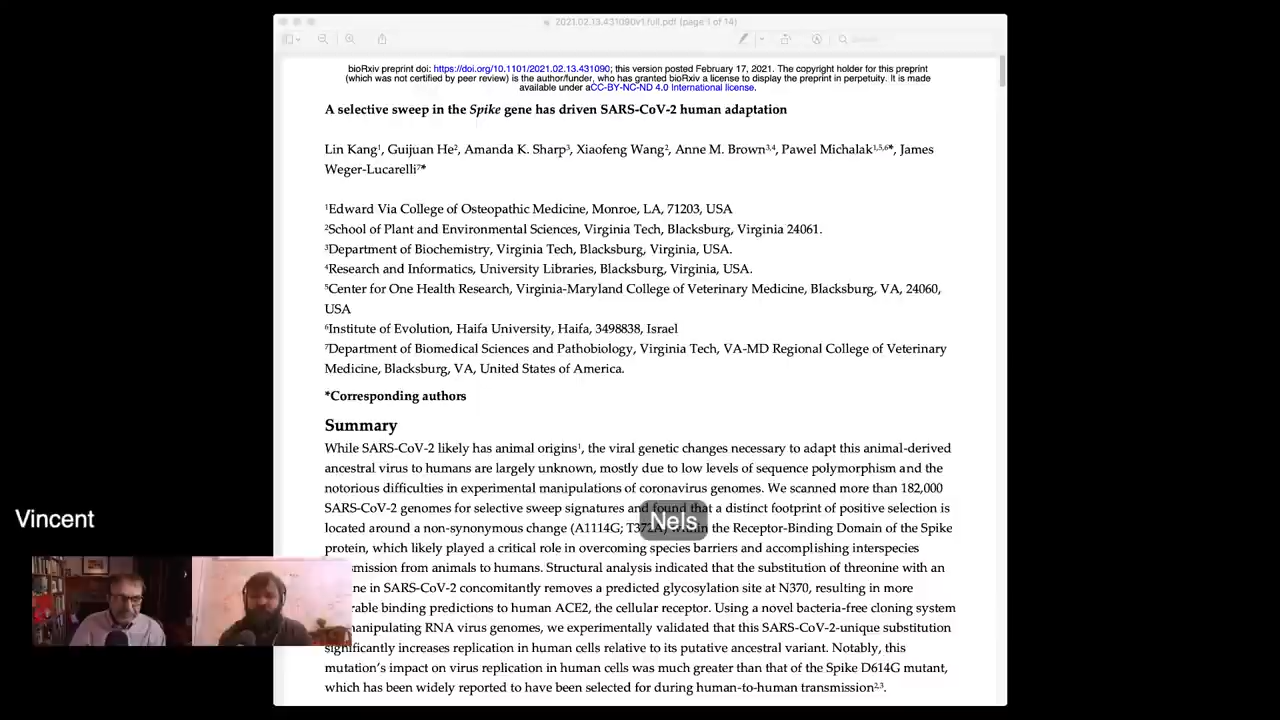 2021.02.13.431090v1.full.pdf (page 1 of 14)
Search
bioRxiv preprint doi: https://doi.org/10.1101/2021.02.13.431090; this version posted February 17, 2021. The copyright holder for this preprint
(which was not certified by peer review) is the author/funder, who has granted bioRxiv a license to display the preprint in perpetuity. It is made
available under aCC-BY-NC-ND 4.0 International license.
A selective sweep in the Spike gene has driven SARS-CoV-2 human adaptation
Lin Kang¹, Guijuan He², Amanda K. Sharp³, Xiaofeng Wang², Anne M. Brown³,⁴, Pawel Michalak¹,⁵,⁶*, James
Weger-Lucarelli⁷*
¹Edward Via College of Osteopathic Medicine, Monroe, LA, 71203, USA
²School of Plant and Environmental Sciences, Virginia Tech, Blacksburg, Virginia 24061.
³Department of Biochemistry, Virginia Tech, Blacksburg, Virginia, USA.
⁴Research and Informatics, University Libraries, Blacksburg, Virginia, USA.
⁵Center for One Health Research, Virginia-Maryland College of Veterinary Medicine, Blacksburg, VA, 24060,
USA
⁶Institute of Evolution, Haifa University, Haifa, 3498838, Israel
⁷Department of Biomedical Sciences and Pathobiology, Virginia Tech, VA-MD Regional College of Veterinary
Medicine, Blacksburg, VA, United States of America.
*Corresponding authors
Summary
While SARS-CoV-2 likely has animal origins¹, the viral genetic changes necessary to adapt this animal-derived
ancestral virus to humans are largely unknown, mostly due to low levels of sequence polymorphism and the
notorious difficulties in experimental manipulations of coronavirus genomes. We scanned more than 182,000
SARS-CoV-2 genomes for selective sweep signatures and found that a distinct footprint of positive selection is
located around a non-synonymous change (A1114G; T372A) within the Receptor-Binding Domain of the Spike
protein, which likely played a critical role in overcoming species barriers and accomplishing interspecies
smission from animals to humans. Structural analysis indicated that the substitution of threonine with an
ne in SARS-CoV-2 concomitantly removes a predicted glycosylation site at N370, resulting in more
rable binding predictions to human ACE2, the cellular receptor. Using a novel bacteria-free cloning system
manipulating RNA virus genomes, we experimentally validated that this SARS-CoV-2-unique substitution
significantly increases replication in human cells relative to its putative ancestral variant. Notably, this
mutation's impact on virus replication in human cells was much greater than that of the Spike D614G mutant,
which has been widely reported to have been selected for during human-to-human transmission²,³.
Vincent
Nels